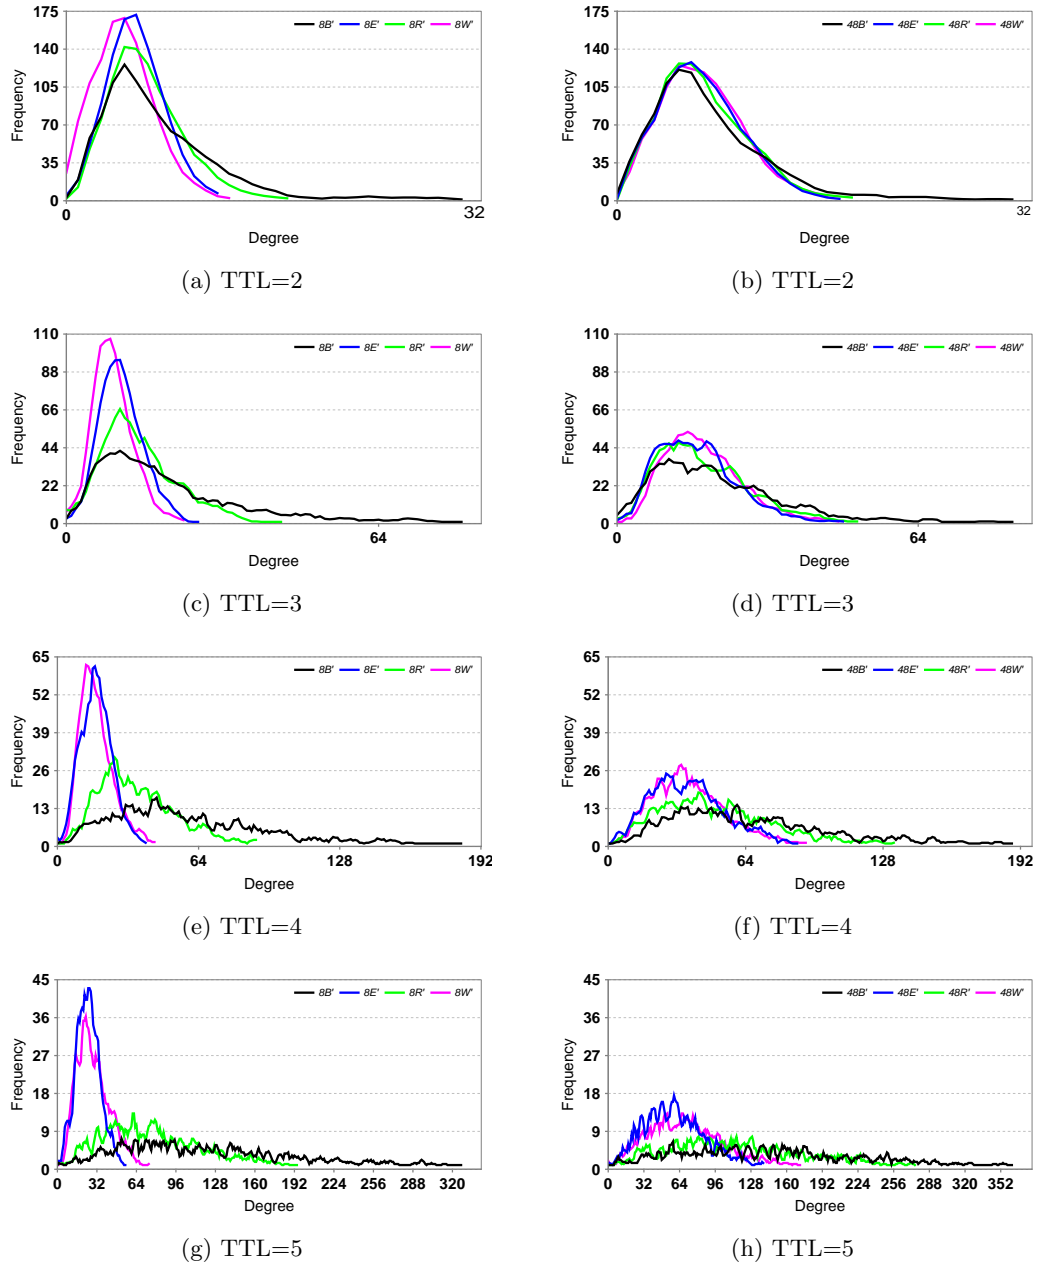 175
140
105
70
35
0
Frequency
8B' 8E' 8R' 8W'
0
32
Degree
(a) TTL=2
175
140
105
70
35
0
Frequency
48B' 48E' 48R' 48W'
0
32
Degree
(b) TTL=2
110
88
66
44
22
0
Frequency
8B' 8E' 8R' 8W'
0 64
Degree
(c) TTL=3
110
88
66
44
22
0
Frequency
48B' 48E' 48R' 48W'
0 64
Degree
(d) TTL=3
65
52
39
26
13
0
Frequency
8B' 8E' 8R' 8W'
0 64 128 192
Degree
(e) TTL=4
65
52
39
26
13
0
Frequency
48B' 48E' 48R' 48W'
0 64 128 192
Degree
(f) TTL=4
45
36
27
18
9
0
Frequency
8B' 8E' 8R' 8W'
0 32 64 96 128 160 192 224 256 288 320
Degree
(g) TTL=5
45
36
27
18
9
0
Frequency
48B' 48E' 48R' 48W'
0 32 64 96 128 160 192 224 256 288 320 352
Degree
(h) TTL=5